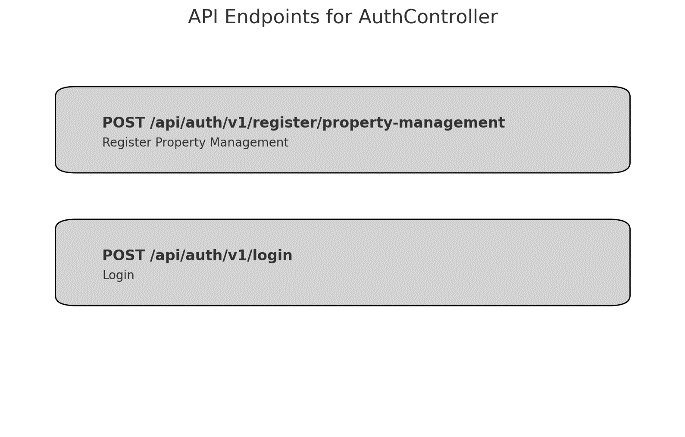 API Endpoints for AuthController
POST /api/auth/v1/register/property-management
Register Property Management
POST /api/auth/v1/login
Login